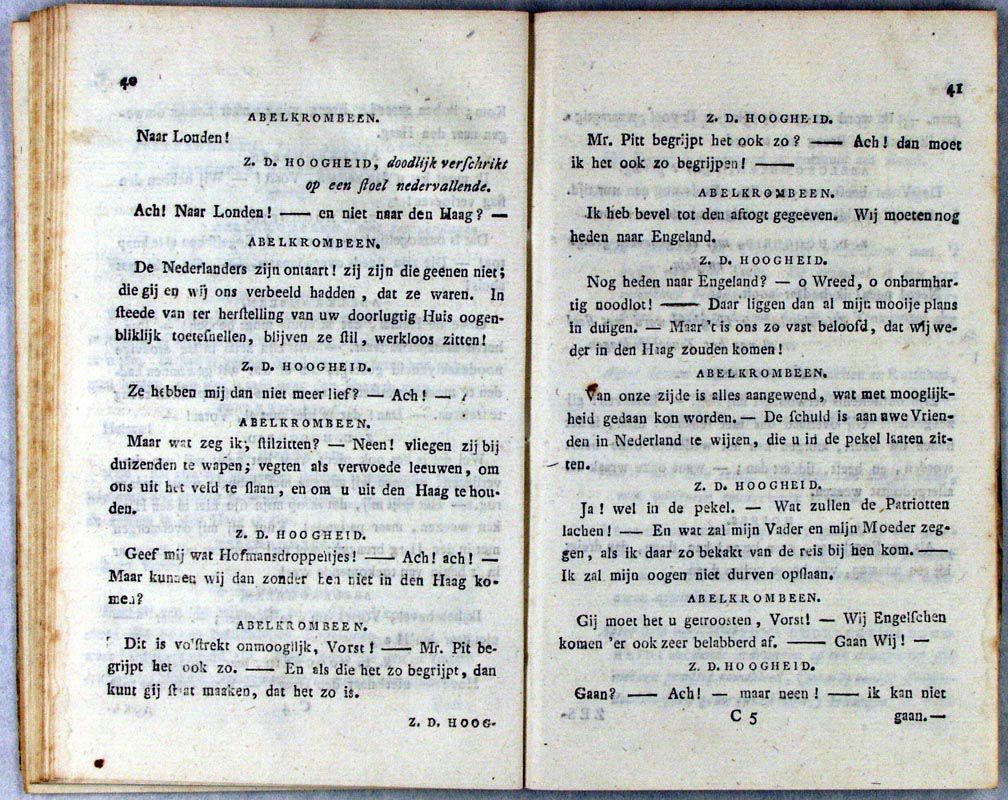 40
ABELKROMBEEN.
Naar Londen!
Z. D. HOOGHEID, doodlijk verſchrikt
op een ſtoel nedervallende.
Ach! Naar Londen! — en niet naar den Haag? —
ABELKROMBEEN.
De Nederlanders zijn ontaart! zij zijn die geenen niet;
die gij en wij ons verbeeld hadden, dat ze waren. In
ſteede van ter herſtelling van uw doorlugtig Huis oogen-
bliklijk toeteſnellen, blijven ze ſtil, werkloos zitten!
Z. D. HOOGHEID.
Ze hebben mij dan niet meer lief? — Ach! —
ABELKROMBEEN.
Maar wat zeg ik; ſtilzitten? — Neen! vliegen zij bij
duizenden te wapen; vegten als verwoede leeuwen, om
ons uit het veld te ſlaan, en om u uit den Haag te hou-
den.
Z. D. HOOGHEID.
Geef mij wat Hofmansdroppeltjes! — Ach! ach! —
Maar kunnen wij dan zonder hen niet in den Haag ko-
men?
ABELKROMBEEN.
Dit is volſtrekt onmooglijk, Vorst! — Mr. Pit be-
grijpt het ook zo. — En als die het zo begrijpt, dan
kunt gij ſtaat maaken, dat het zo is.
Z. D. HOOG-
41
Z. D. HOOGHEID.
Mr. Pitt begrijpt het ook zo? — Ach! dan moet
ik het ook zo begrijpen! —
ABELKROMBEEN.
Ik heb bevel tot den aftogt gegeeven. Wij moeten nog
heden naar Engeland.
Z. D. HOOGHEID.
Nog heden naar Engeland? — o Wreed, o onbarmhar-
tig noodlot! — Daar liggen dan al mijn mooije plans
in duigen. — Maar 't is ons zo vast beloofd, dat wij we-
der in den Haag zouden komen!
ABELKROMBEEN.
Van onze zijde is alles aangewend, wat met mooglijk-
heid gedaan kon worden. — De ſchuld is aan uwe Vrien-
den in Nederland te wijten, die u in de pekel laaten zit-
ten.
Z. D. HOOGHEID.
Ja! wel in de pekel. — Wat zullen de Patriotten
lachen! — En wat zal mijn Vader en mijn Moeder zeg-
gen, als ik daar zo bekakt van de reis bij hen kom. —
Ik zal mijn oogen niet durven opſlaan.
ABELKROMBEEN.
Gij moet het u getroosten, Vorst! — Wij Engelſchen
komen 'er ook zeer belabberd af. — Gaan Wij! —
Z. D. HOOGHEID.
Gaan? — Ach! — maar neen! — ik kan niet
C 5 gaan.—